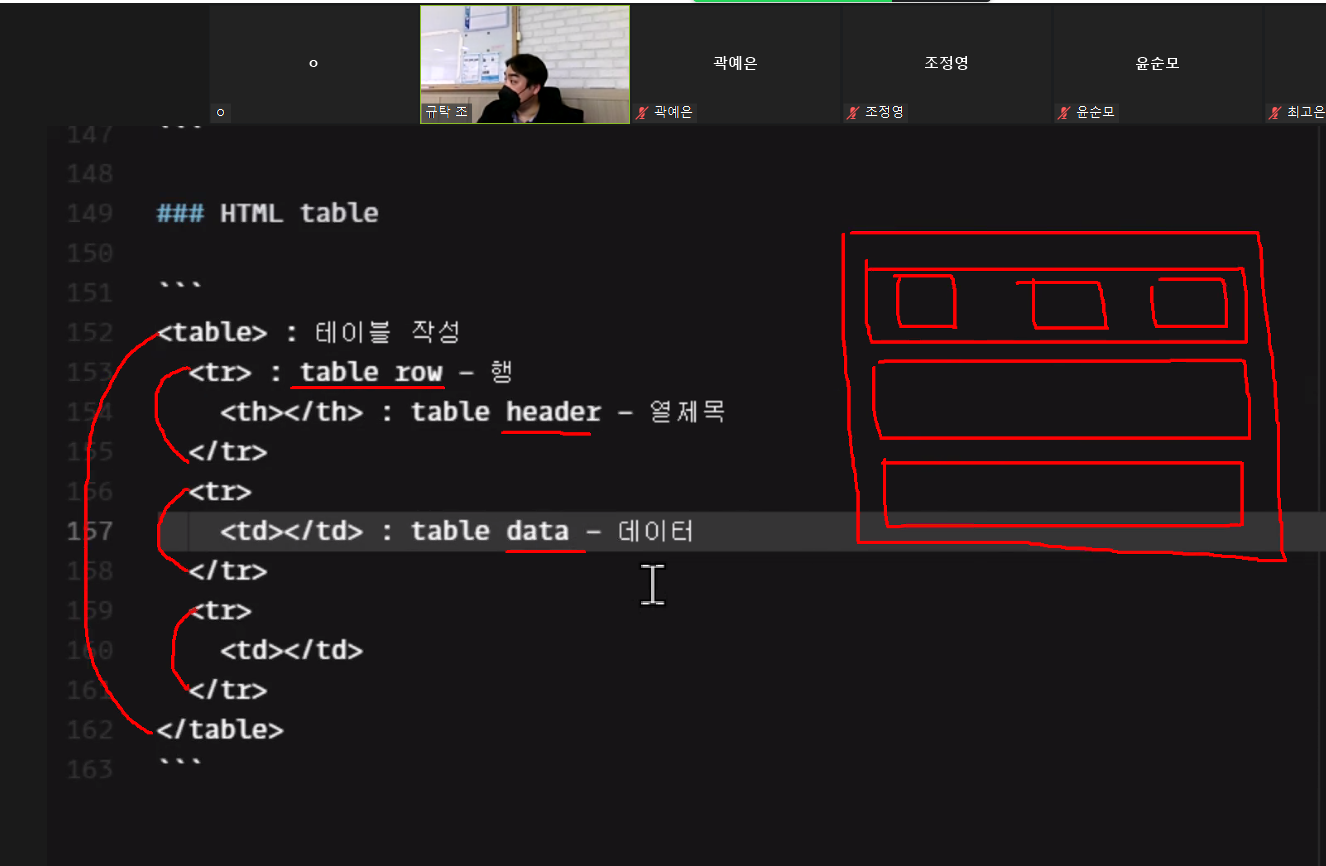 ㅇ
곽예은
조정영
윤순모
ㅇ
규탁 조
곽예은
조정영
윤순모
최고은
147 ```
148
149 ### HTML table
150
151 ```
152 <table> : 테이블 작성
153 <tr> : table row - 행
154 <th></th> : table header - 열제목
155 </tr>
156 <tr>
157 <td></td> : table data - 데이터
158 </tr>
159 <tr>
160 <td></td>
161 </tr>
162 </table>
163 ```